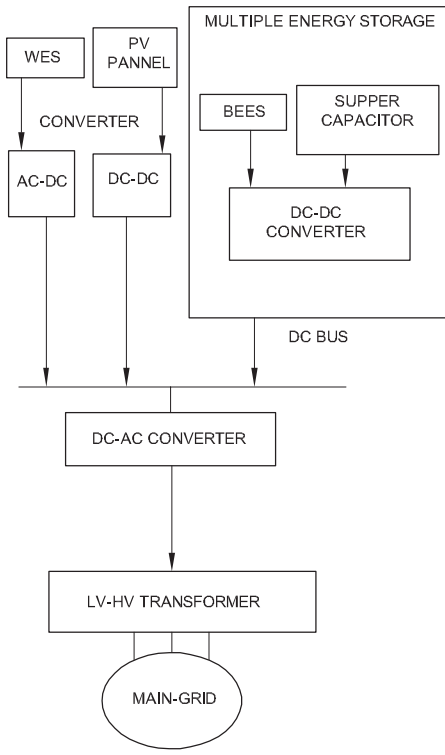 MULTIPLE ENERGY STORAGE
WES
PV
PANNEL
CONVERTER
BEES
SUPPER
CAPACITOR
AC-DC
DC-DC
DC-DC
CONVERTER
DC BUS
DC-AC CONVERTER
LV-HV TRANSFORMER
MAIN-GRID